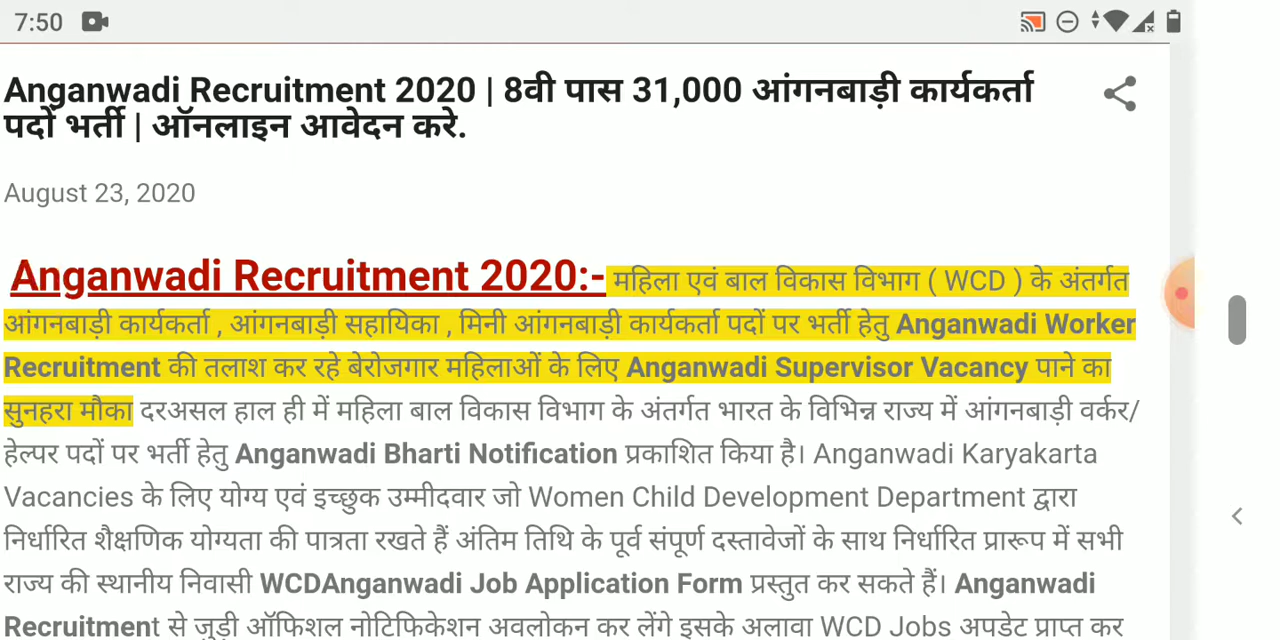 7:50
Anganwadi Recruitment 2020 | 8वी पास 31,000 आंगनबाड़ी कार्यकर्ता
पदों भर्ती | ऑनलाइन आवेदन करे.
August 23, 2020
Anganwadi Recruitment 2020:- महिला एवं बाल विकास विभाग ( WCD ) के अंतर्गत
आंगनबाड़ी कार्यकर्ता , आंगनबाड़ी सहायिका , मिनी आंगनबाड़ी कार्यकर्ता पदों पर भर्ती हेतु Anganwadi Worker
Recruitment की तलाश कर रहे बेरोजगार महिलाओं के लिए Anganwadi Supervisor Vacancy पाने का
सुनहरा मौका दरअसल हाल ही में महिला बाल विकास विभाग के अंतर्गत भारत के विभिन्न राज्य में आंगनबाड़ी वर्कर/
हेल्पर पदों पर भर्ती हेतु Anganwadi Bharti Notification प्रकाशित किया है। Anganwadi Karyakarta
Vacancies के लिए योग्य एवं इच्छुक उम्मीदवार जो Women Child Development Department द्वारा
निर्धारित शैक्षणिक योग्यता की पात्रता रखते हैं अंतिम तिथि के पूर्व संपूर्ण दस्तावेजों के साथ निर्धारित प्रारूप में सभी
राज्य की स्थानीय निवासी WCDAnganwadi Job Application Form प्रस्तुत कर सकते हैं। Anganwadi
Recruitment से जुड़ी ऑफिशल नोटिफिकेशन अवलोकन कर लेंगे इसके अलावा WCD Jobs अपडेट प्राप्त कर